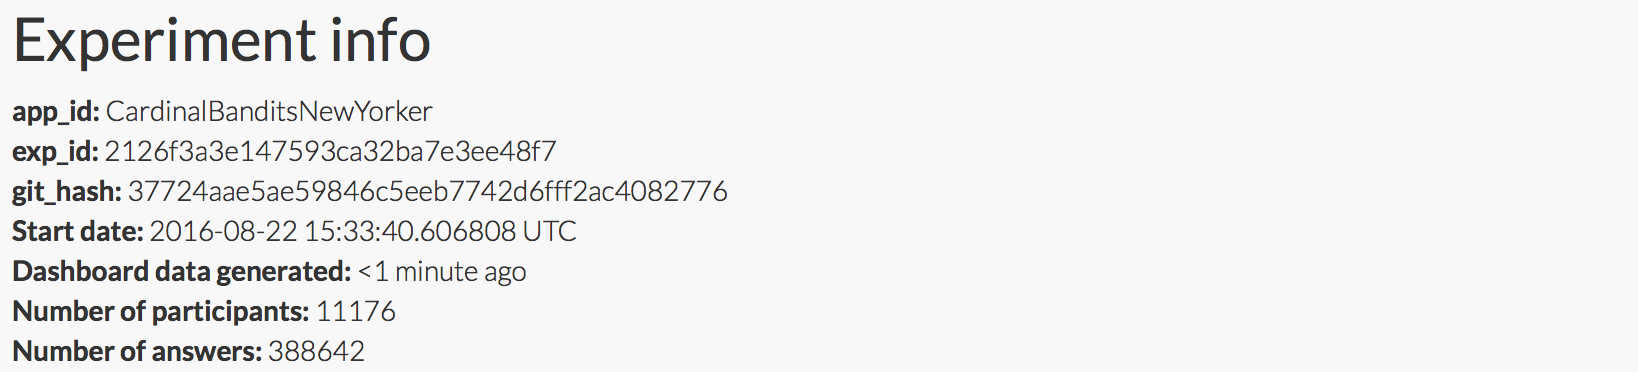 Experiment info
app_id: CardinalBanditsNewYorker
exp_id: 2126f3a3e147593ca32ba7e3ee48f7
git_hash: 37724aae5ae59846c5eeb7742d6fff2ac4082776
Start date: 2016-08-22 15:33:40.606808 UTC
Dashboard data generated: <1 minute ago
Number of participants: 11176
Number of answers: 388642